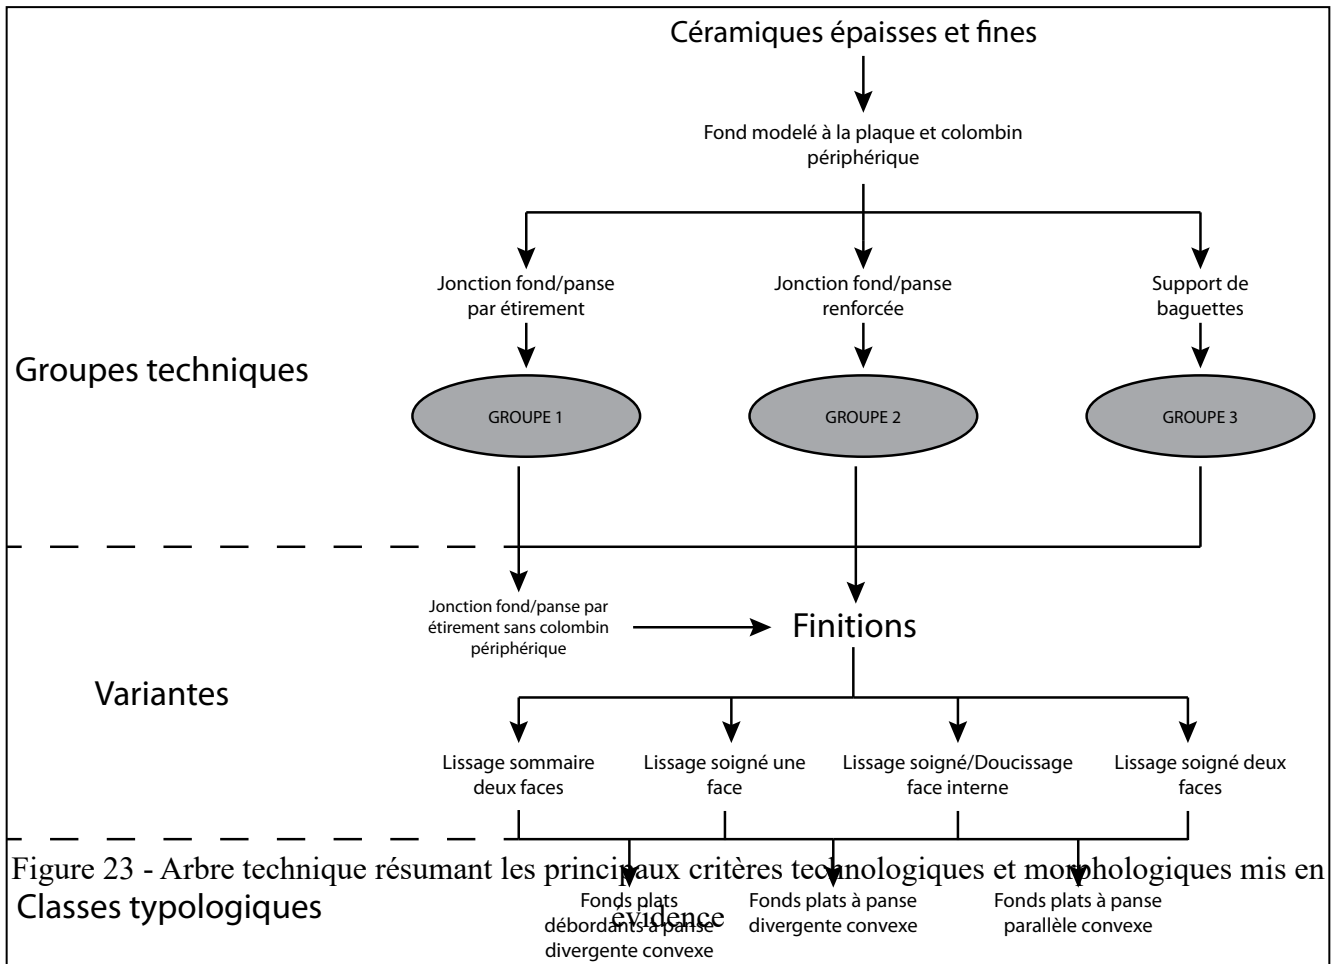 Céramiques épaisses et fines
Fond modelé à la plaque et colombin
périphérique
Jonction fond/panse
par étirement
Jonction fond/panse
renforcée
Support de
baguettes
Groupes techniques
GROUPE 1
GROUPE 2
GROUPE 3
Jonction fond/panse par
étirement sans colombin
périphérique
Finitions
Variantes
Lissage sommaire
deux faces
Lissage soigné une
face
Lissage soigné/Doucissage
face interne
Lissage soigné deux
faces
Figure 23 - Arbre technique résumant les principaux critères technologiques et morphologiques mis en
évidence
Classes typologiques
Fonds plats
débordants à panse
divergente convexe
Fonds plats à panse
divergente convexe
Fonds plats à panse
parallèle convexe